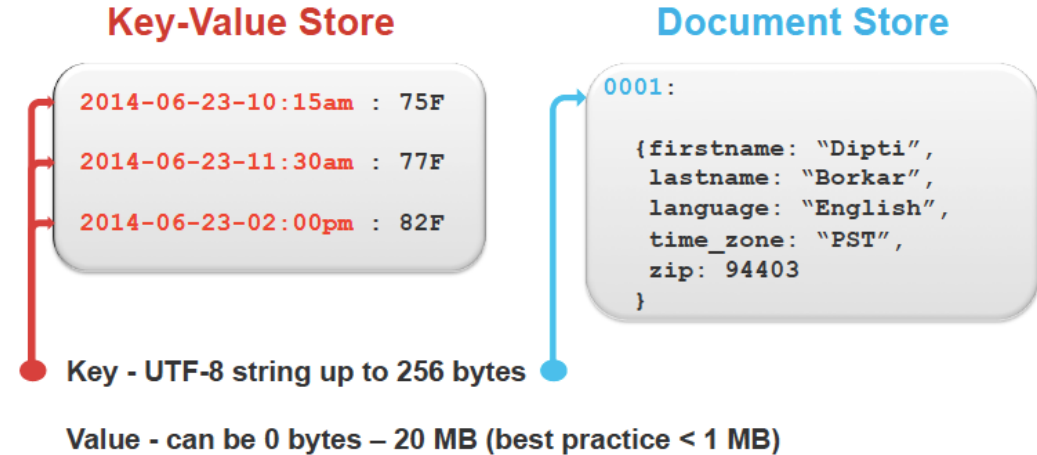 Key-Value Store
2014-06-23-10:15am : 75F
2014-06-23-11:30am : 77F
2014-06-23-02:00pm : 82F
Document Store
0001:
{firstname: “Dipti”,
lastname: “Borkar”,
language: “English”,
time_zone: “PST”,
zip: 94403
}
Key - UTF-8 string up to 256 bytes
Value - can be 0 bytes – 20 MB (best practice < 1 MB)